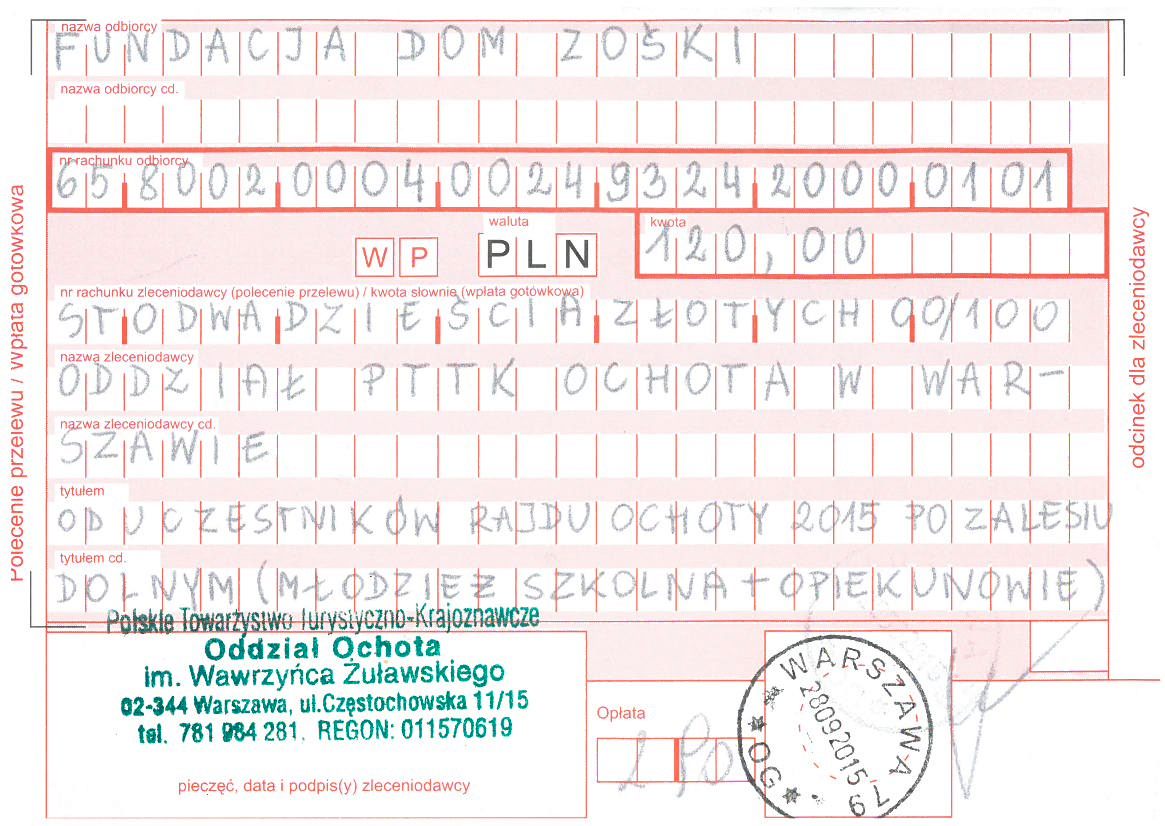 nazwa odbiorcy
FUNDACJA DOM ZOŚKI
nazwa odbiorcy cd.
nr rachunku odbiorcy
65 8002 0004 0024 9324 2000 0101
waluta
kwota
WP PLN 120,00
nr rachunku zleceniodawcy (polecenie przelewu) / kwota słownie (wpłata gotówkowa)
STO DWADZIEŚCIA ZŁOTYCH 00/100
nazwa zleceniodawcy
ODDZIAŁ PTTK OCHOTA W WAR-
nazwa zleceniodawcy cd.
SZAWIE
tytułem
OD UCZESTNIKÓW RAJDU OCHOTY 2015 PO ZALESIU
tytułem cd.
DOLNYM (MŁODZIEŻ SZKOLNA + OPIEKUNOWIE)
Polskie Towarzystwo Turystyczno-Krajoznawcze
Oddział Ochota
im. Wawrzyńca Żuławskiego
02-344 Warszawa, ul.Częstochowska 11/15
tel. 781 984 281. REGON: 011570619
pieczęć, data i podpis(y) zleceniodawcy
Opłata
WARSZAWA 79
28092015
OG
Polecenie przelewu / Wpłata gotówkowa
odcinek dla zleceniodawcy